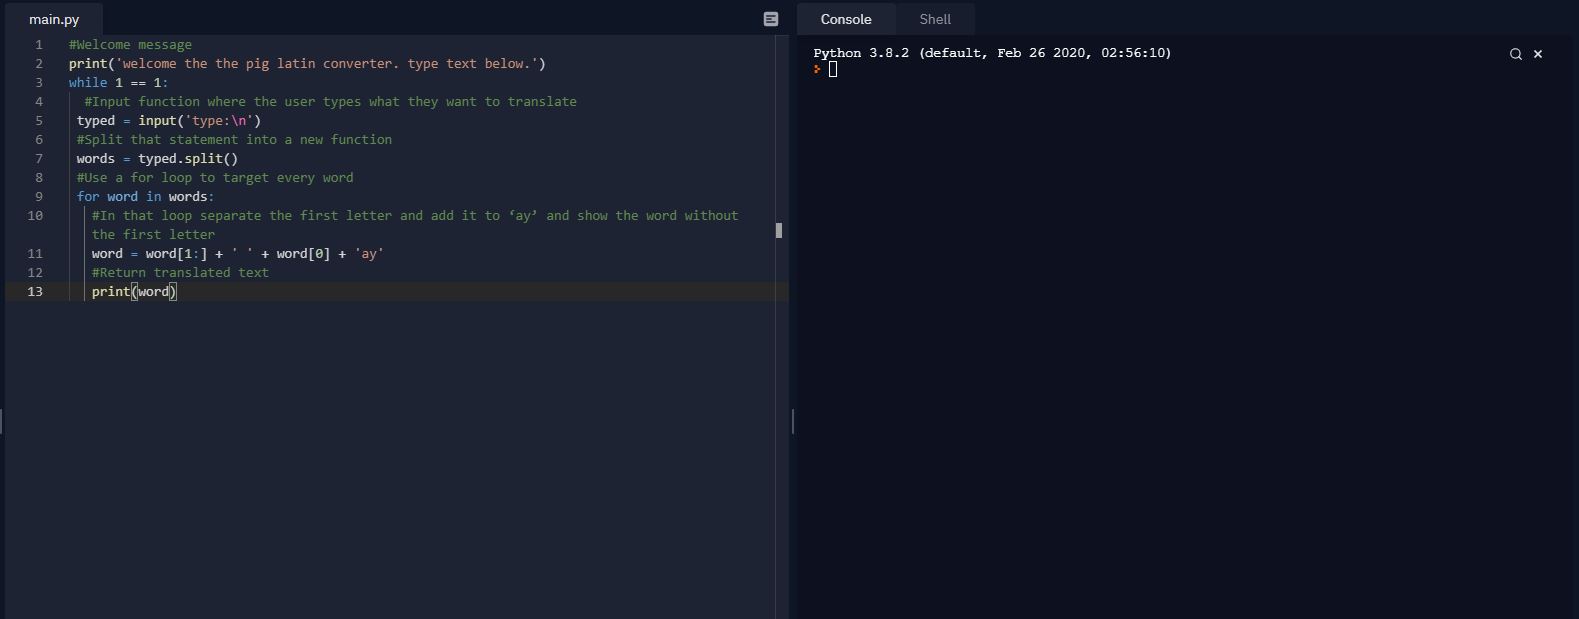 main.py
1 #Welcome message
2 print('welcome the the pig latin converter. type text below.')
3 while 1 == 1:
4 #Input function where the user types what they want to translate
5 typed = input('type:\n')
6 #Split that statement into a new function
7 words = typed.split()
8 #Use a for loop to target every word
9 for word in words:
10 #In that loop separate the first letter and add it to ‘ay’ and show the word without
the first letter
11 word = word[1:] + ' ' + word[0] + 'ay'
12 #Return translated text
13 print(word)
Console Shell
Python 3.8.2 (default, Feb 26 2020, 02:56:10)